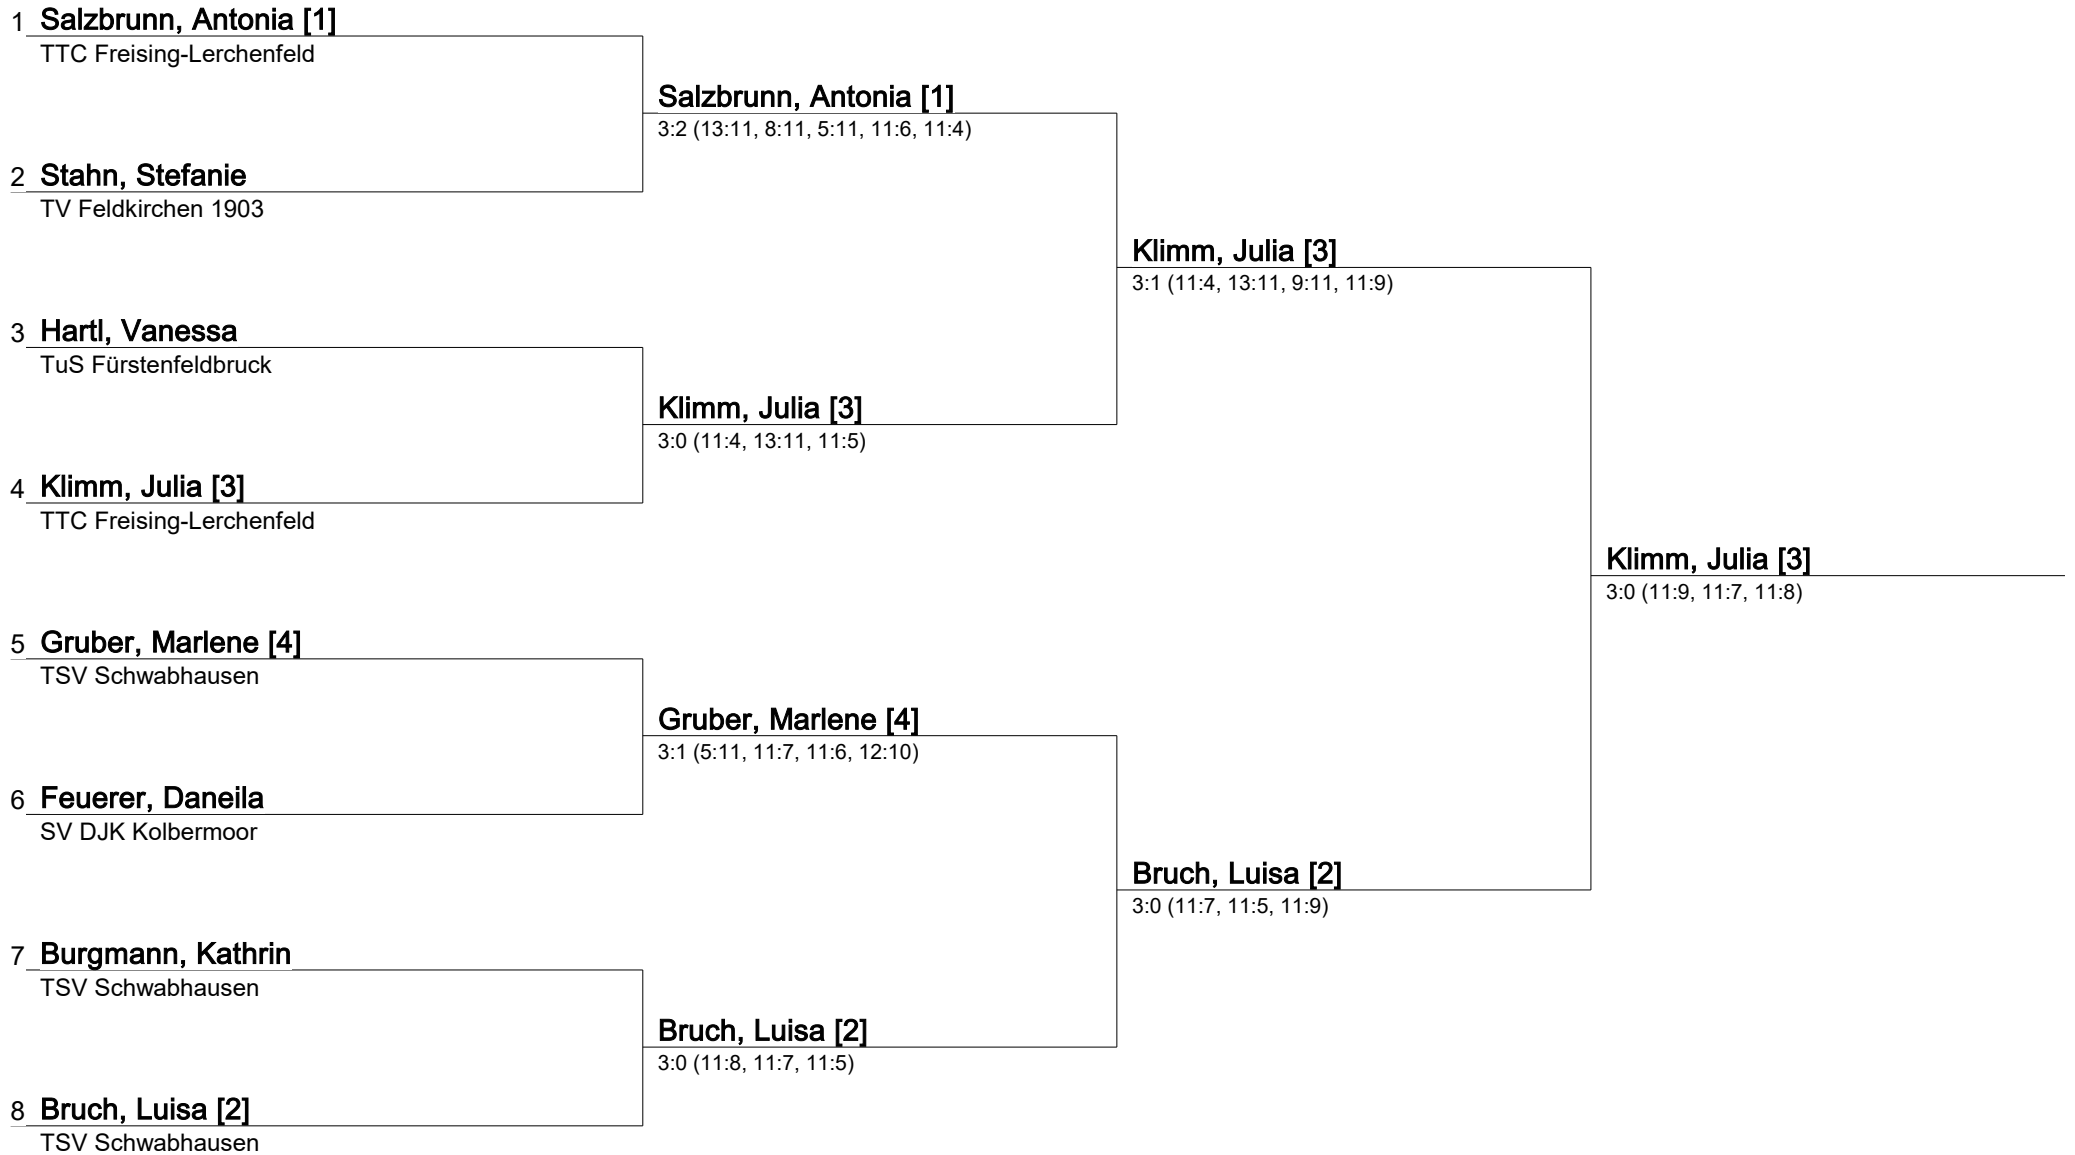 1 Salzbrunn, Antonia [1]
TTC Freising-Lerchenfeld
Salzbrunn, Antonia [1]
3:2 (13:11, 8:11, 5:11, 11:6, 11:4)
2 Stahn, Stefanie
TV Feldkirchen 1903
Klimm, Julia [3]
3:1 (11:4, 13:11, 9:11, 11:9)
3 Hartl, Vanessa
TuS Fürstenfeldbruck
Klimm, Julia [3]
3:0 (11:4, 13:11, 11:5)
4 Klimm, Julia [3]
TTC Freising-Lerchenfeld
Klimm, Julia [3]
3:0 (11:9, 11:7, 11:8)
5 Gruber, Marlene [4]
TSV Schwabhausen
Gruber, Marlene [4]
3:1 (5:11, 11:7, 11:6, 12:10)
6 Feuerer, Daneila
SV DJK Kolbermoor
Bruch, Luisa [2]
3:0 (11:7, 11:5, 11:9)
7 Burgmann, Kathrin
TSV Schwabhausen
Bruch, Luisa [2]
3:0 (11:8, 11:7, 11:5)
8 Bruch, Luisa [2]
TSV Schwabhausen